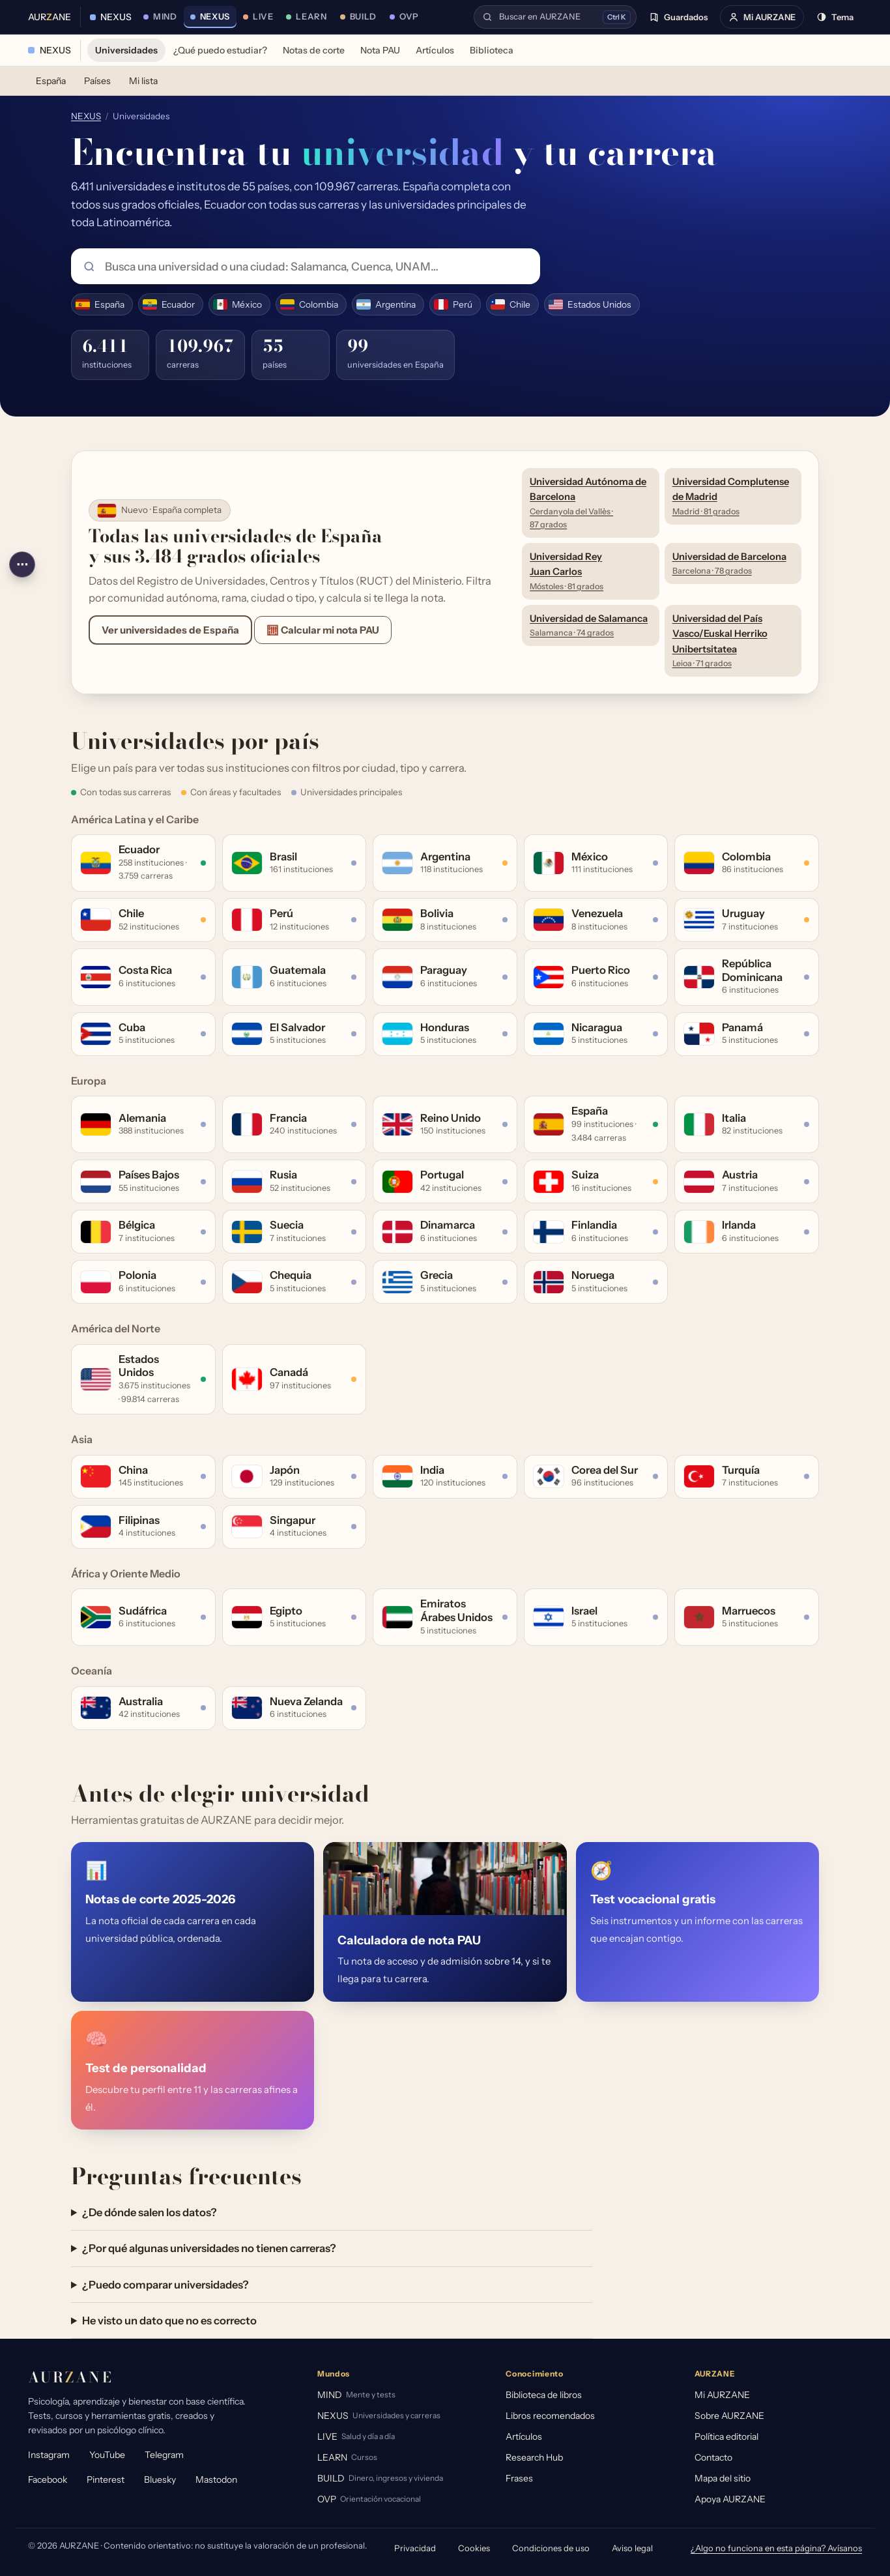 AURZANE
NEXUS
MIND
NEXUS
LIVE
LEARN
BUILD
OVP
Buscar en AURZANE
Ctrl K
Guardados
Mi AURZANE
Tema
NEXUS
Universidades
¿Qué puedo estudiar?
Notas de corte
Nota PAU
Artículos
Biblioteca
España
Países
Mi lista
NEXUS / Universidades
Encuentra tu universidad y tu carrera
6.411 universidades e institutos de 55 países, con 109.967 carreras. España completa con
todos sus grados oficiales, Ecuador con todas sus carreras y las universidades principales de
toda Latinoamérica.
Busca una universidad o una ciudad: Salamanca, Cuenca, UNAM...
España
Ecuador
México
Colombia
Argentina
Perú
Chile
Estados Unidos
6.411
instituciones
109.967
carreras
55
países
99
universidades en España
Nuevo · España completa
Todas las universidades de España
y sus 3.484 grados oficiales
Datos del Registro de Universidades, Centros y Títulos (RUCT) del Ministerio. Filtra
por comunidad autónoma, rama, ciudad o tipo, y calcula si te llega la nota.
Ver universidades de España
Calcular mi nota PAU
Universidad Autónoma de
Barcelona
Cerdanyola del Vallès ·
87 grados
Universidad Complutense
de Madrid
Madrid · 81 grados
Universidad Rey
Juan Carlos
Móstoles · 81 grados
Universidad de Barcelona
Barcelona · 78 grados
Universidad de Salamanca
Salamanca · 74 grados
Universidad del País
Vasco/Euskal Herriko
Unibertsitatea
Leioa · 71 grados
Universidades por país
Elige un país para ver todas sus instituciones con filtros por ciudad, tipo y carrera.
Con todas sus carreras
Con áreas y facultades
Universidades principales
América Latina y el Caribe
Ecuador
258 instituciones ·
3.759 carreras
Brasil
161 instituciones
Argentina
118 instituciones
México
111 instituciones
Colombia
86 instituciones
Chile
52 instituciones
Perú
12 instituciones
Bolivia
8 instituciones
Venezuela
8 instituciones
Uruguay
7 instituciones
Costa Rica
6 instituciones
Guatemala
6 instituciones
Paraguay
6 instituciones
Puerto Rico
6 instituciones
República
Dominicana
6 instituciones
Cuba
5 instituciones
El Salvador
5 instituciones
Honduras
5 instituciones
Nicaragua
5 instituciones
Panamá
5 instituciones
Europa
Alemania
388 instituciones
Francia
240 instituciones
Reino Unido
150 instituciones
España
99 instituciones ·
3.484 carreras
Italia
82 instituciones
Países Bajos
55 instituciones
Rusia
52 instituciones
Portugal
42 instituciones
Suiza
16 instituciones
Austria
7 instituciones
Bélgica
7 instituciones
Suecia
7 instituciones
Dinamarca
6 instituciones
Finlandia
6 instituciones
Irlanda
6 instituciones
Polonia
6 instituciones
Chequia
5 instituciones
Grecia
5 instituciones
Noruega
5 instituciones
América del Norte
Estados
Unidos
3.675 instituciones
· 99.814 carreras
Canadá
97 instituciones
Asia
China
145 instituciones
Japón
129 instituciones
India
120 instituciones
Corea del Sur
96 instituciones
Turquía
7 instituciones
Filipinas
4 instituciones
Singapur
4 instituciones
África y Oriente Medio
Sudáfrica
6 instituciones
Egipto
5 instituciones
Emiratos
Árabes Unidos
5 instituciones
Israel
5 instituciones
Marruecos
5 instituciones
Oceanía
Australia
42 instituciones
Nueva Zelanda
6 instituciones
Antes de elegir universidad
Herramientas gratuitas de AURZANE para decidir mejor.
Notas de corte 2025-2026
La nota oficial de cada carrera en cada
universidad pública, ordenada.
Calculadora de nota PAU
Tu nota de acceso y de admisión sobre 14, y si te
llega para tu carrera.
Test vocacional gratis
Seis instrumentos y un informe con las carreras
que encajan contigo.
Test de personalidad
Descubre tu perfil entre 11 y las carreras afines a
él.
Preguntas frecuentes
¿De dónde salen los datos?
¿Por qué algunas universidades no tienen carreras?
¿Puedo comparar universidades?
He visto un dato que no es correcto
AURZANE
Psicología, aprendizaje y bienestar con base científica.
Tests, cursos y herramientas gratis, creados y
revisados por un psicólogo clínico.
Instagram
YouTube
Telegram
Facebook
Pinterest
Bluesky
Mastodon
Mundos
MIND Mente y tests
NEXUS Universidades y carreras
LIVE Salud y día a día
LEARN Cursos
BUILD Dinero, ingresos y vivienda
OVP Orientación vocacional
Conocimiento
Biblioteca de libros
Libros recomendados
Artículos
Research Hub
Frases
AURZANE
Mi AURZANE
Sobre AURZANE
Política editorial
Contacto
Mapa del sitio
Apoya AURZANE
© 2026 AURZANE · Contenido orientativo: no sustituye la valoración de un profesional.
Privacidad
Cookies
Condiciones de uso
Aviso legal
¿Algo no funciona en esta página? Avísanos